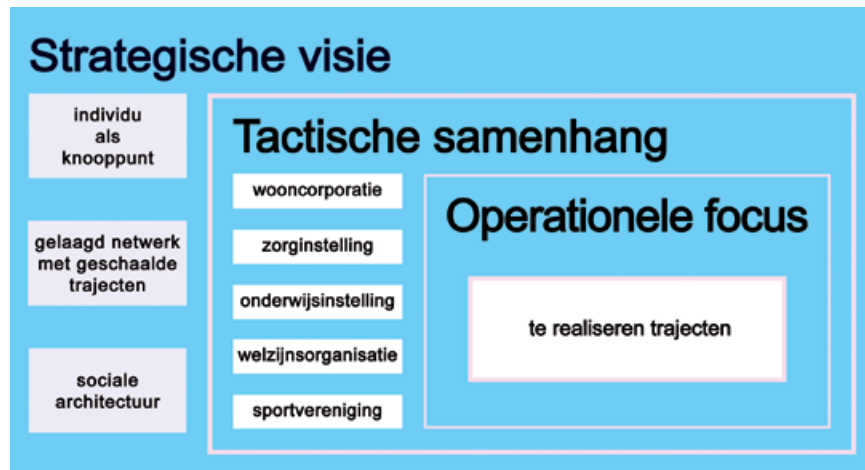 Strategische visie
individu
als
knooppunt
gelaagd netwerk
met geschaalde
trajecten
sociale
architectuur
Tactische samenhang
wooncorporatie
zorginstelling
onderwijsinstelling
welzijnsorganisatie
sportvereniging
Operationele focus
te realiseren trajecten